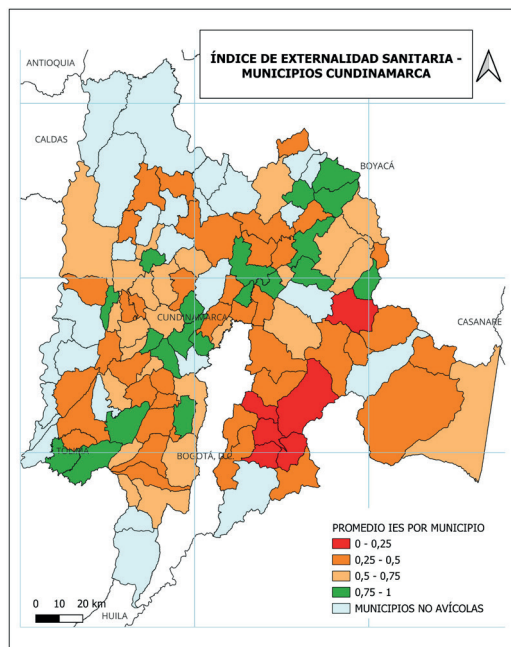 ÍNDICE DE EXTERNALIDAD SANITARIA -
MUNICIPIOS CUNDINAMARCA
ANTIOQUIA
CALDAS
BOYACÁ
CUNDINAMARCA
CASANARE
BOGOTÁ, D.C.
HUILA
0 10 20 km
PROMEDIO IES POR MUNICIPIO
0 - 0,25
0,25 - 0,5
0,5 - 0,75
0,75 - 1
MUNICIPIOS NO AVÍCOLAS